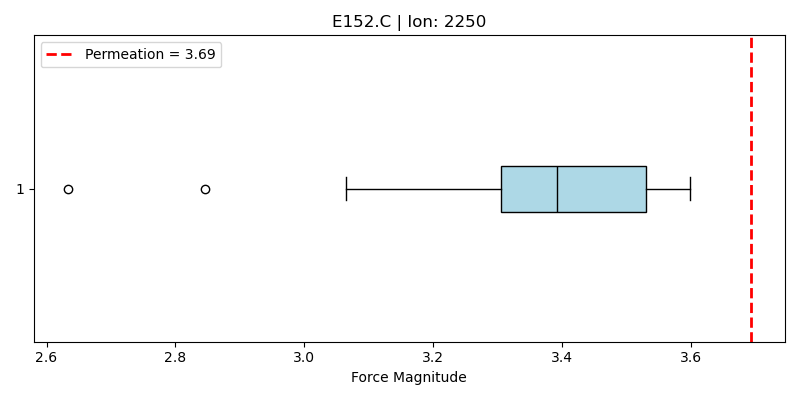 E152.C | Ion: 2250
Permeation = 3.69
1
2.6 2.8 3.0 3.2 3.4 3.6
Force Magnitude